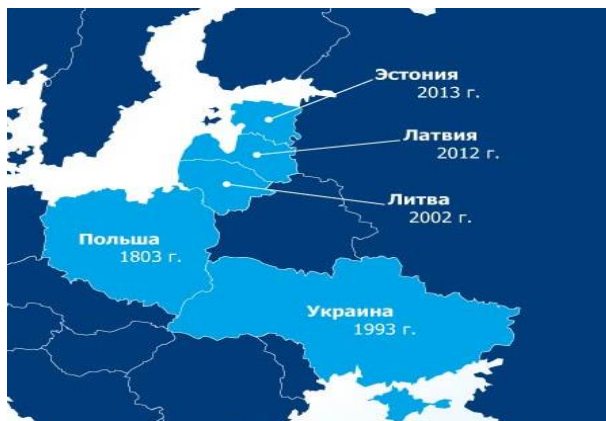 Эстония
2013 г.
Латвия
2012 г.
Литва
2002 г.
Польша
1803 г.
Украина
1993 г.